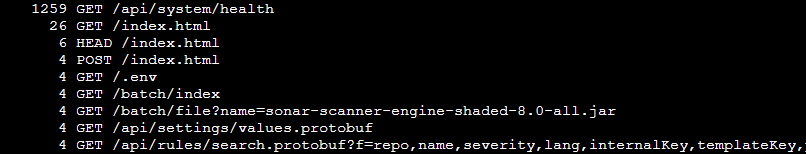 1259 GET /api/system/health
26 GET /index.html
6 HEAD /index.html
4 POST /index.html
4 GET /.env
4 GET /batch/index
4 GET /batch/file?name=sonar-scanner-engine-shaded-8.0-all.jar
4 GET /api/settings/values.protobuf
4 GET /api/rules/search.protobuf?f=repo,name,severity,lang,internalKey,templateKey,